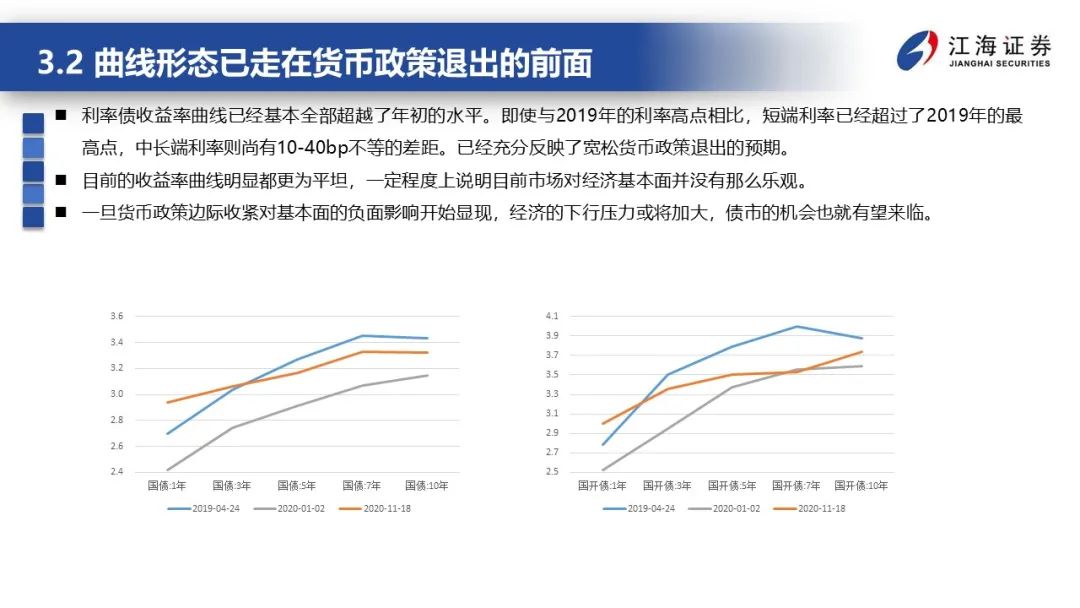 3.2 曲线形态已走在货币政策退出的前面
江海证券
JIANGHAI SECURITIES
■ 利率债收益率曲线已经基本全部超越了年初的水平。即使与2019年的利率高点相比，短端利率已经超过了2019年的最
高点，中长端利率则尚有10-40bp不等的差距。已经充分反映了宽松货币政策退出的预期。
■ 目前的收益率曲线明显都更为平坦，一定程度上说明目前市场对经济基本面并没有那么乐观。
■ 一旦货币政策边际收紧对基本面的负面影响开始显现，经济的下行压力或将加大，债市的机会也就有望来临。
3.6
3.4
3.2
3.0
2.8
2.6
2.4
国债:1年 国债:3年 国债:5年 国债:7年 国债:10年
2019-04-24 2020-01-02 2020-11-18
4.1
3.9
3.7
3.5
3.3
3.1
2.9
2.7
2.5
国开债:1年 国开债:3年 国开债:5年 国开债:7年 国开债:10年
2019-04-24 2020-01-02 2020-11-18